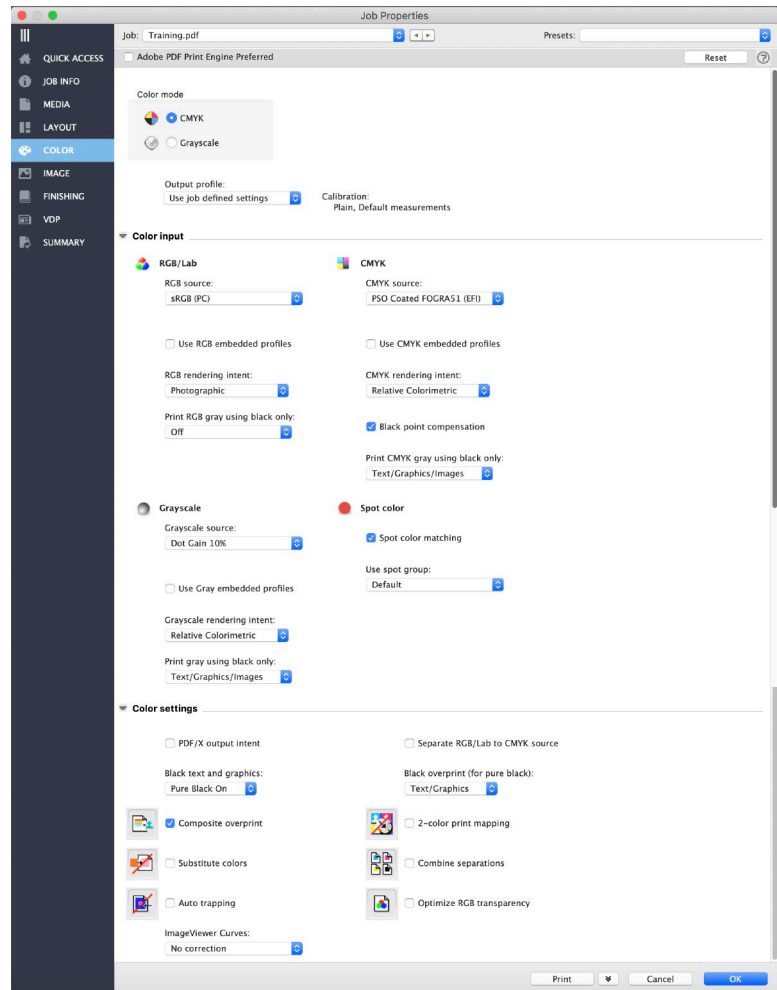 Job Properties
Job: Training.pdf Presets:
Adobe PDF Print Engine Preferred Reset ?
QUICK ACCESS
JOB INFO
MEDIA
LAYOUT
COLOR
IMAGE
FINISHING
VDP
SUMMARY
Color mode
CMYK
Grayscale
Output profile:
Use job defined settings
Calibration:
Plain, Default measurements
Color input
RGB/Lab
RGB source:
sRGB (PC)
Use RGB embedded profiles
RGB rendering intent:
Photographic
Print RGB gray using black only:
Off
CMYK
CMYK source:
PSO Coated FOGRA51 (EFI)
Use CMYK embedded profiles
CMYK rendering intent:
Relative Colorimetric
Black point compensation
Print CMYK gray using black only:
Text/Graphics/Images
Grayscale
Grayscale source:
Dot Gain 10%
Use Gray embedded profiles
Grayscale rendering intent:
Relative Colorimetric
Print gray using black only:
Text/Graphics/Images
Spot color
Spot color matching
Use spot group:
Default
Color settings
PDF/X output intent Separate RGB/Lab to CMYK source
Black text and graphics: Black overprint (for pure black):
Pure Black On Text/Graphics
Composite overprint 2-color print mapping
Substitute colors Combine separations
Auto trapping Optimize RGB transparency
ImageViewer Curves:
No correction
Print Cancel OK